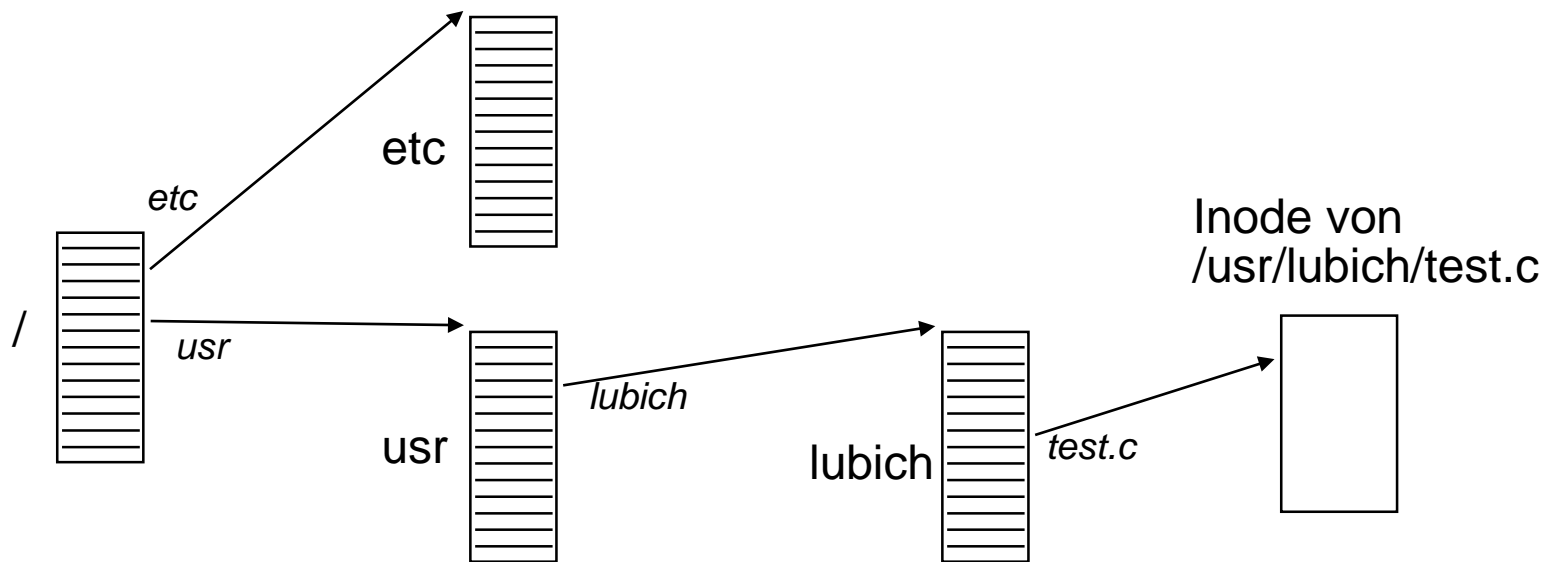 etc
etc
Inode von
/usr/lubich/test.c
/
usr
lubich
usr
lubich
test.c